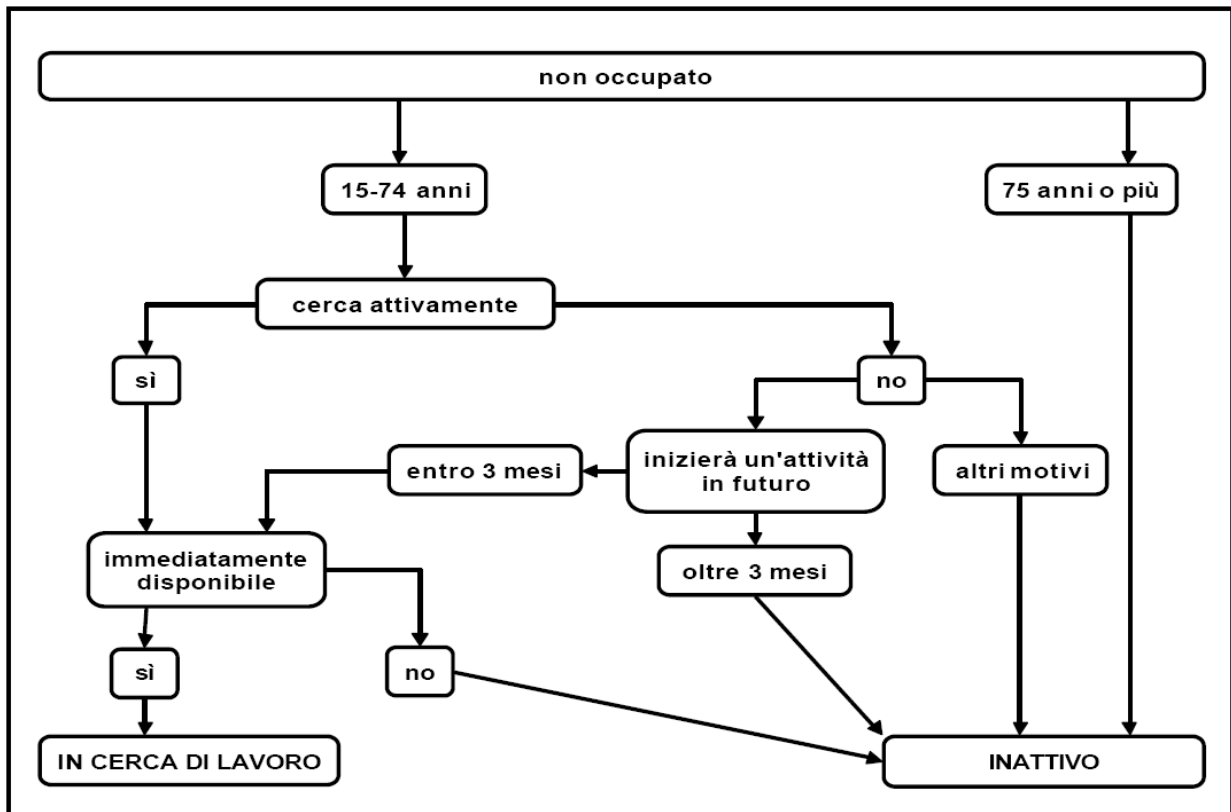 non occupato
15-74 anni
75 anni o più
cerca attivamente
sì
no
entro 3 mesi
inizierà un'attività
in futuro
altri motivi
immediatamente
disponibile
oltre 3 mesi
sì
no
IN CERCA DI LAVORO
INATTIVO